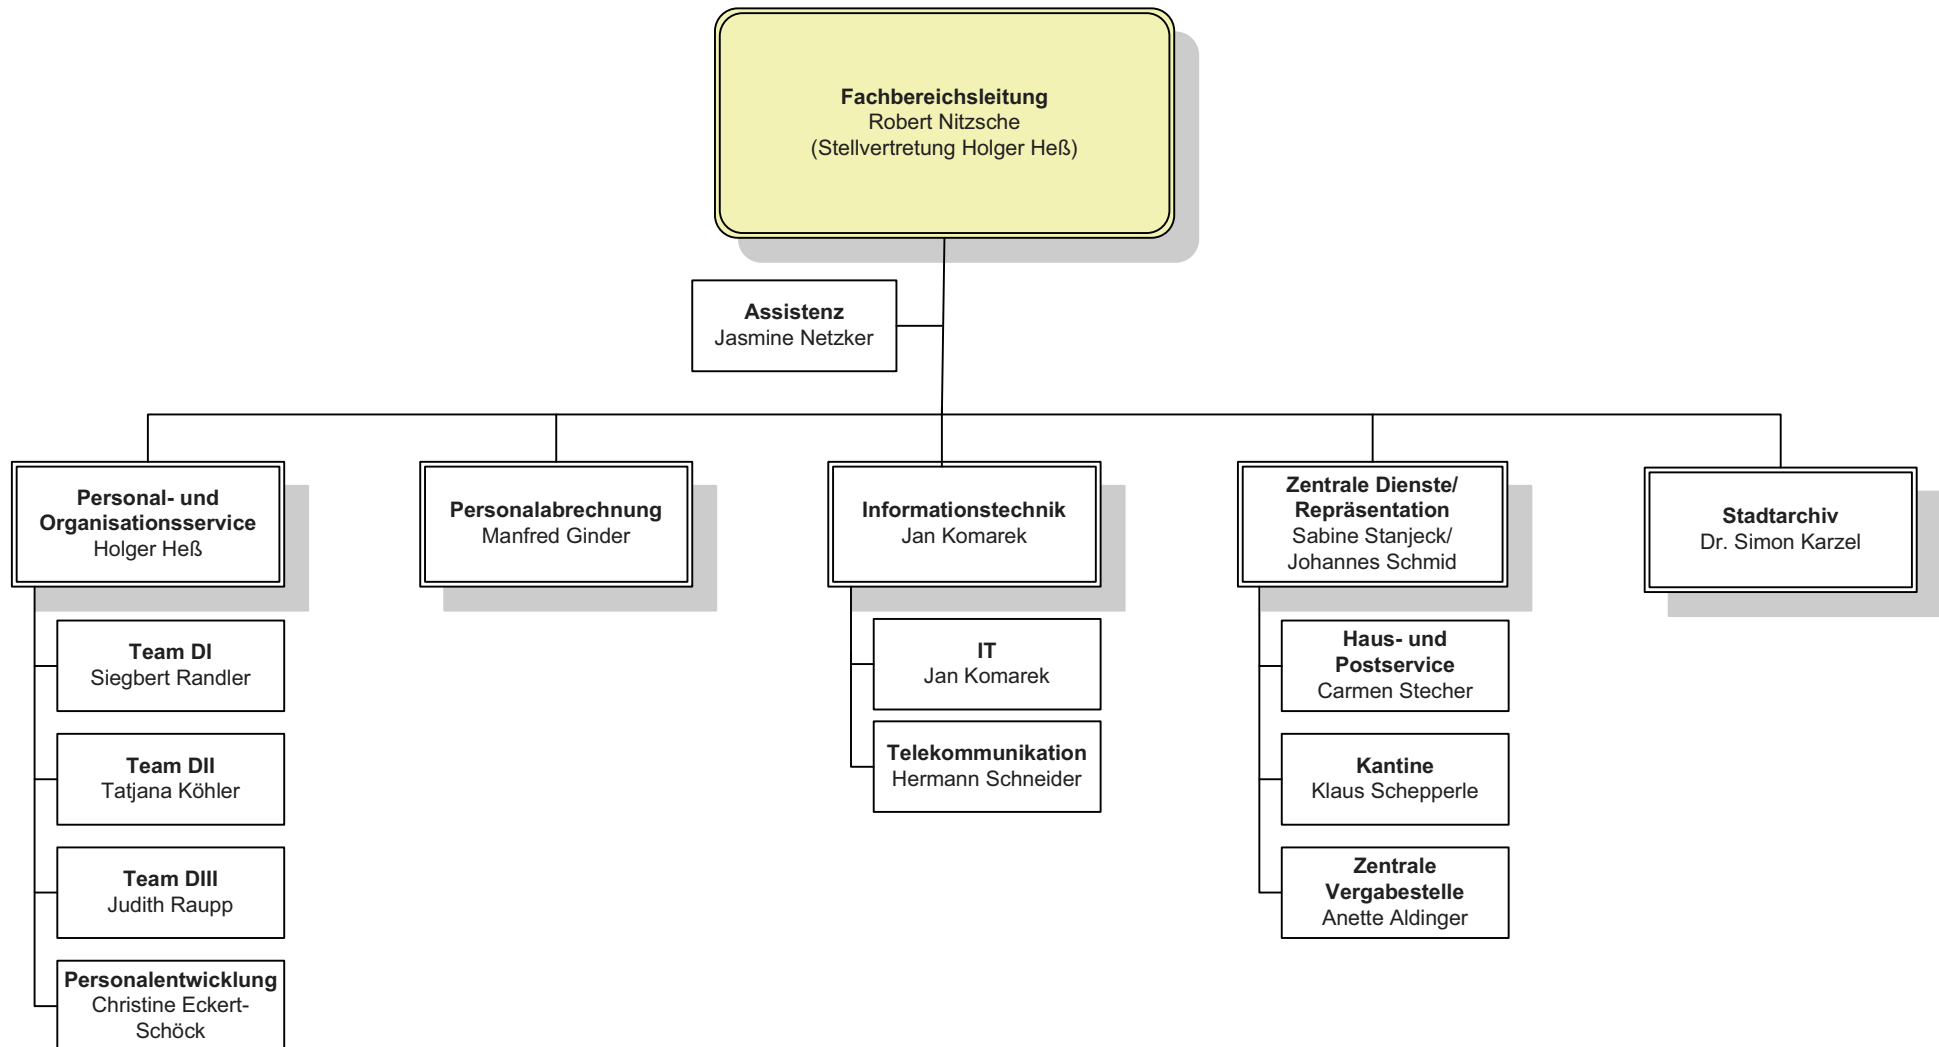 Fachbereichsleitung
Robert Nitzsche
(Stellvertretung Holger Heß)
Assistenz
Jasmine Netzker
Personal- und
Organisationsservice
Holger Heß
Personalabrechnung
Manfred Ginder
Informationstechnik
Jan Komarek
Zentrale Dienste/
Repräsentation
Sabine Stanjeck/
Johannes Schmid
Stadtarchiv
Dr. Simon Karzel
Team DI
Siegbert Randler
Team DII
Tatjana Köhler
Team DIII
Judith Raupp
Personalentwicklung
Christine Eckert-
Schöck
IT
Jan Komarek
Telekommunikation
Hermann Schneider
Haus- und
Postservice
Carmen Stecher
Kantine
Klaus Schepperle
Zentrale
Vergabestelle
Anette Aldinger